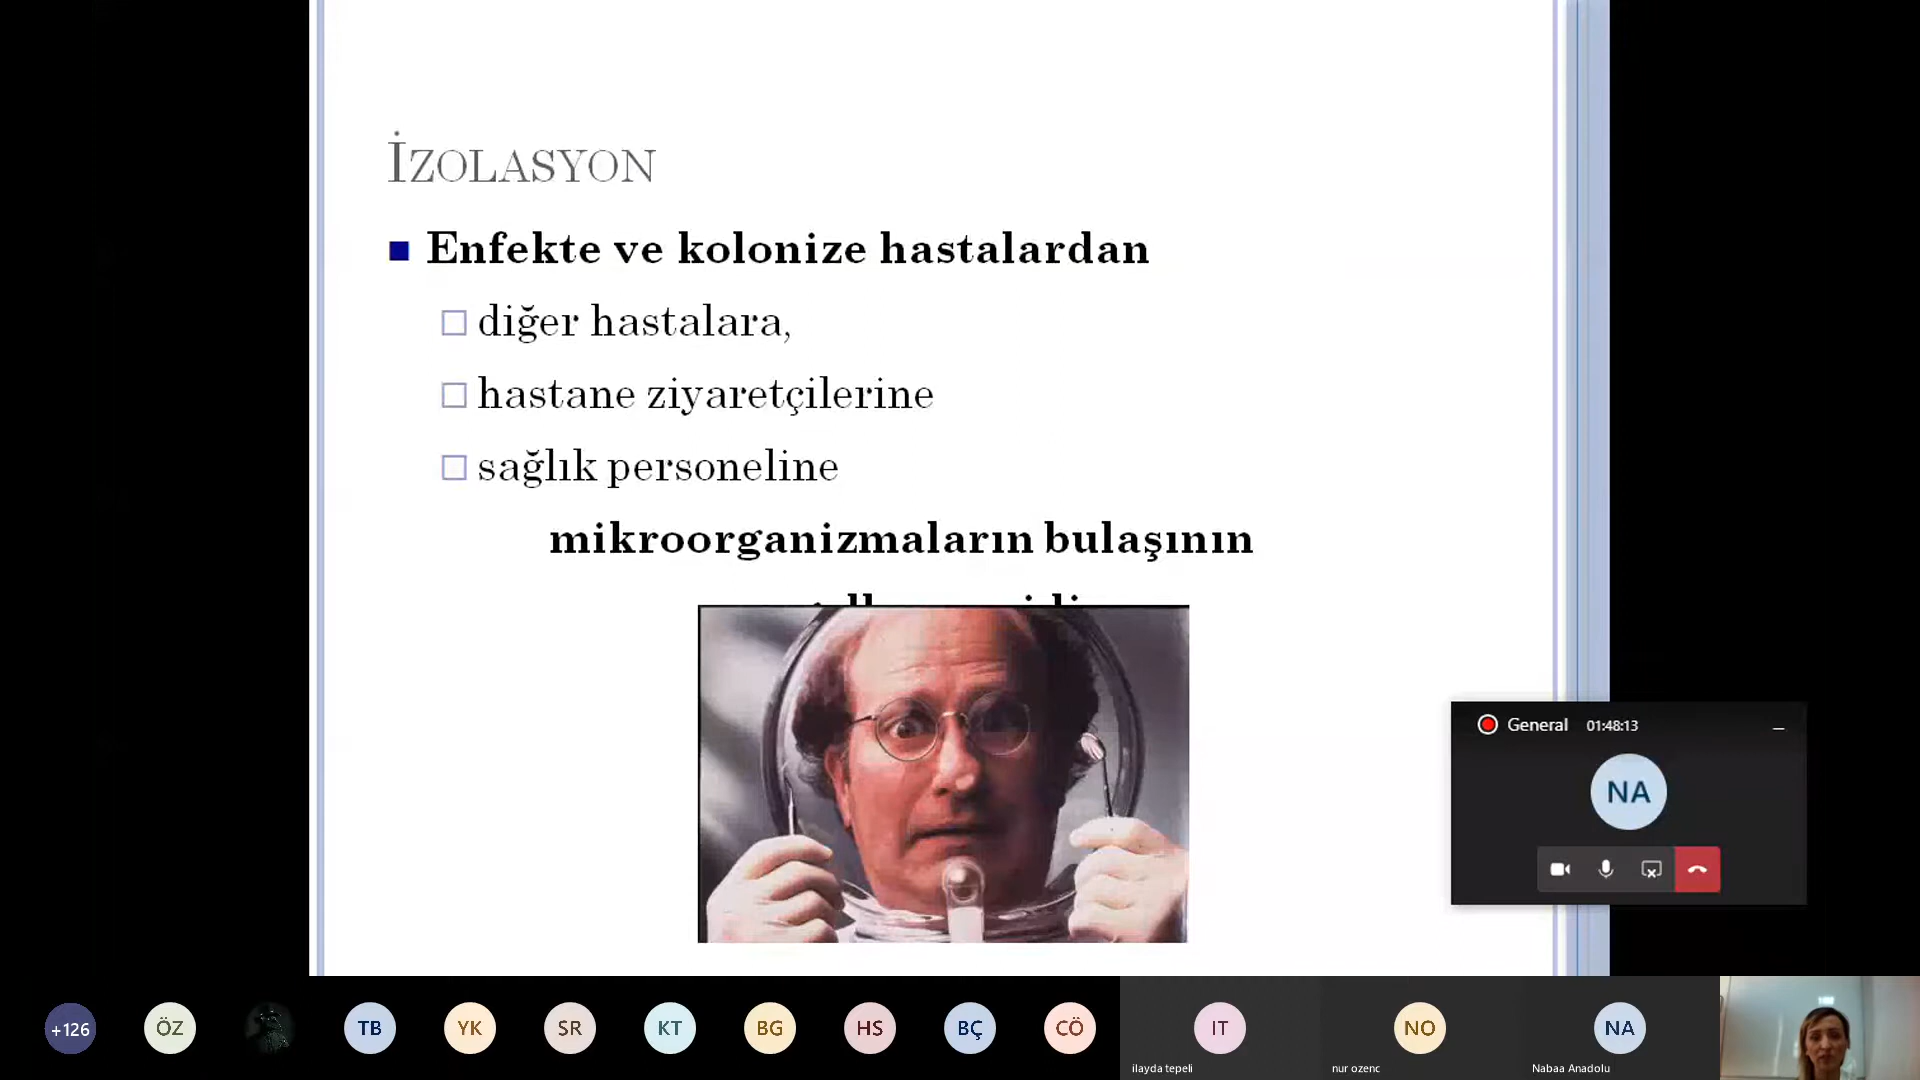 İZOLASYON
Enfekte ve kolonize hastalardan
diğer hastalara,
hastane ziyaretçilerine
sağlık personeline
mikroorganizmaların bulaşının
General 01:48:13
NA
+126
ÖZ
TB
YK
SR
KT
BG
HS
BÇ
CÖ
IT
NO
NA
ilayda tepeli
nur ozenc
Nabaa Anadolu